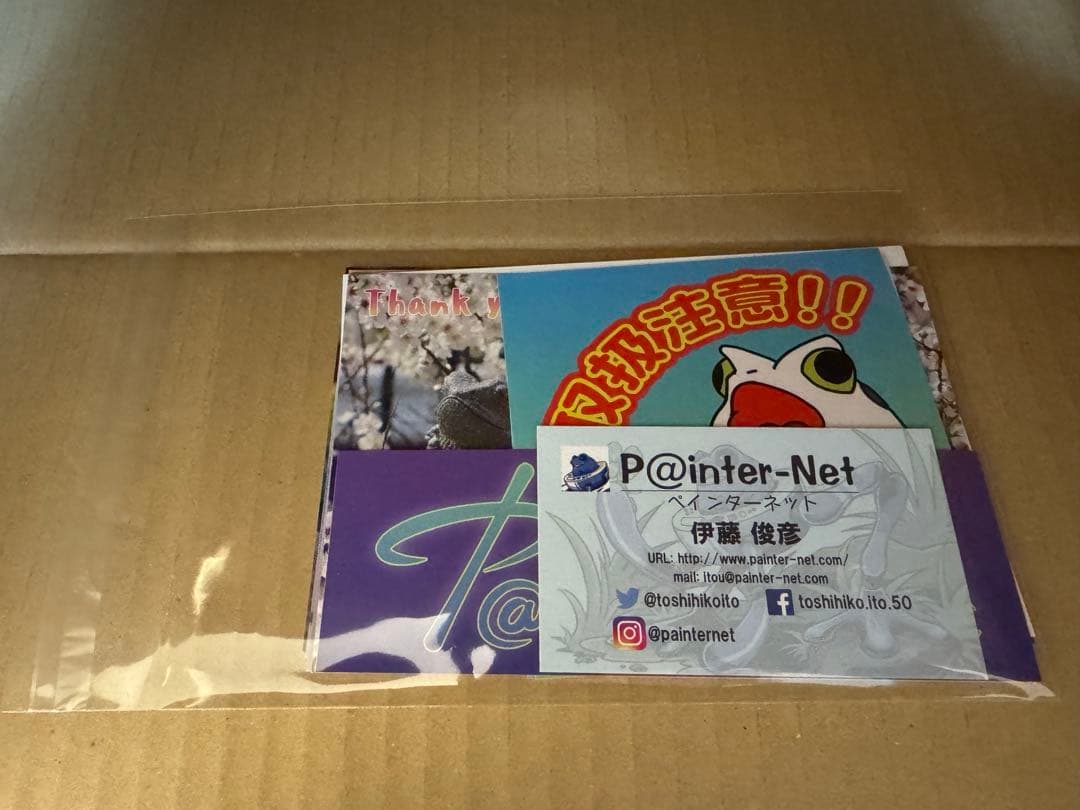 Thank y
取扱注意!!
P@
P@inter-Net
ペインターネット
伊藤 俊彦
URL: http://www.painter-net.com/
mail: itou@painter-net.com
@toshihikoito
toshihiko.ito.50
@painternet